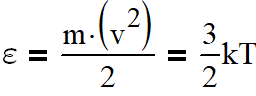 ε = m·(v²)/2 = 3/2 kT